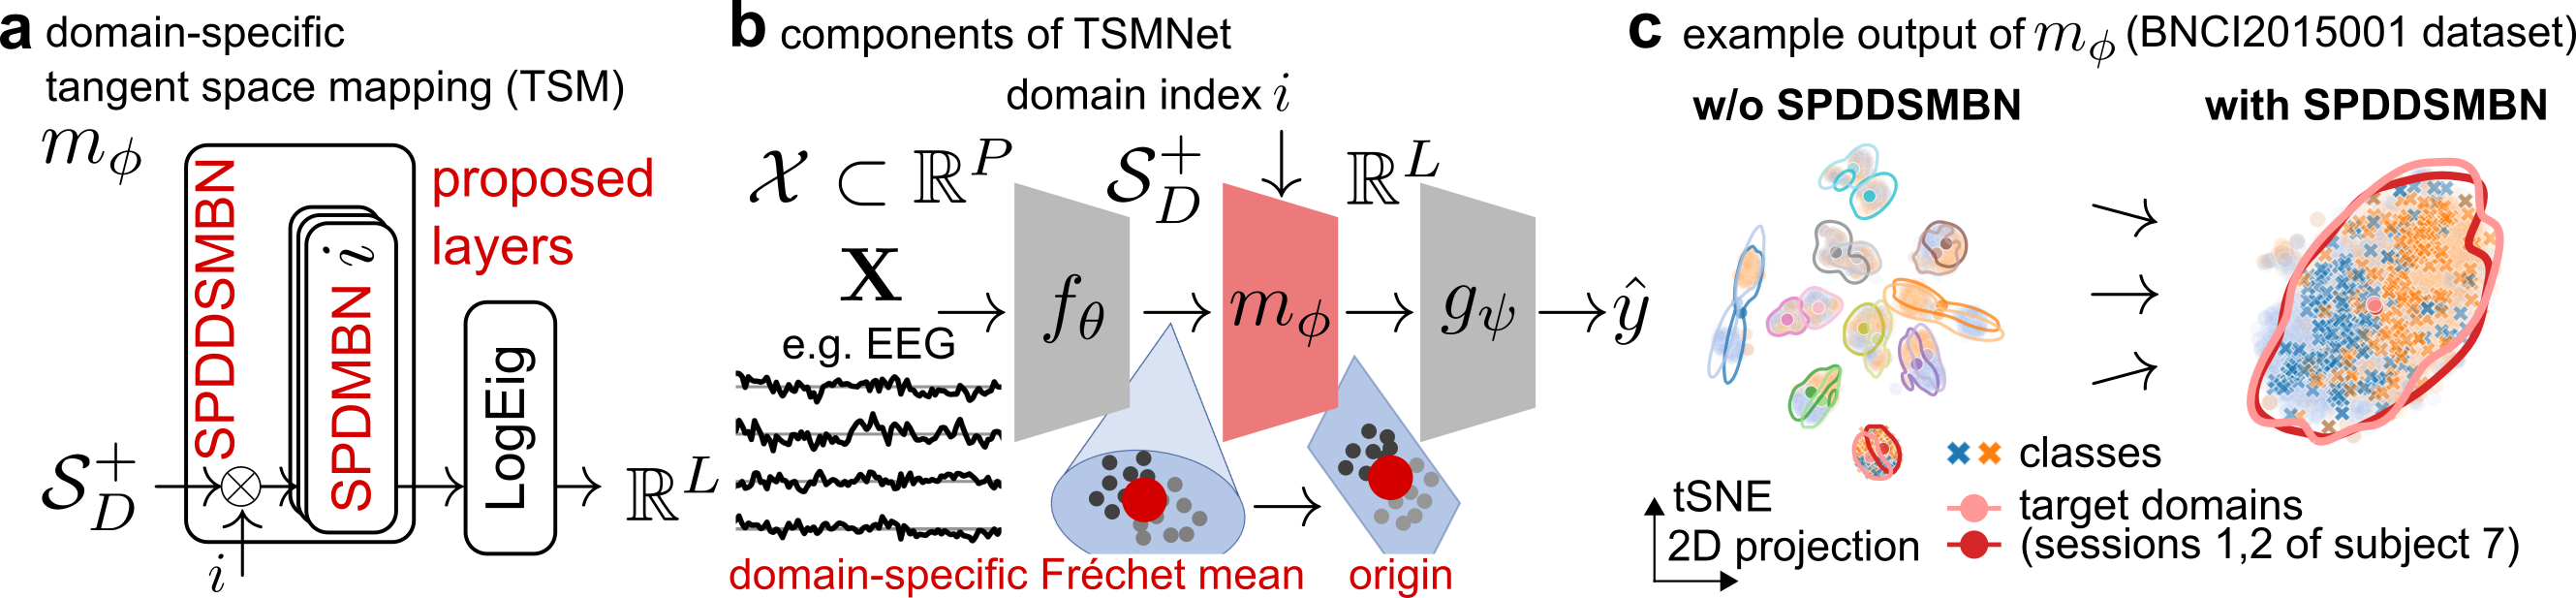 a domain-specific
tangent space mapping (TSM)
m_ϕ
SPDDSMBN
SPDMBN i
proposed
layers
LogEig
S_D^+
ℝ^L
i
b components of TSMNet
domain index i
𝒳 ⊂ ℝ^P
S_D^+
ℝ^L
X
e.g. EEG
f_θ
m_ϕ
g_ψ
ŷ
domain-specific Fréchet mean
origin
c example output of m_ϕ (BNCI2015001 dataset)
w/o SPDDSMBN
with SPDDSMBN
classes
target domains
(sessions 1,2 of subject 7)
tSNE
2D projection